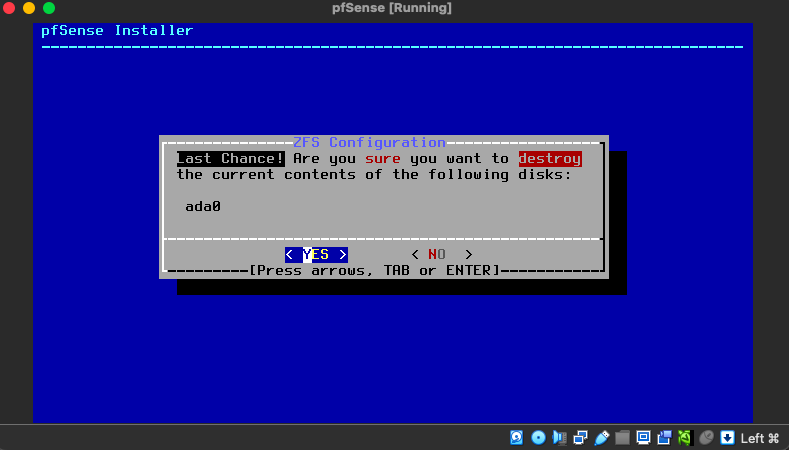 pfSense [Running]
pfSense Installer
ZFS Configuration
Last Chance! Are you sure you want to destroy
the current contents of the following disks:
ada0
< YES > < NO >
[Press arrows, TAB or ENTER]
Left ⌘